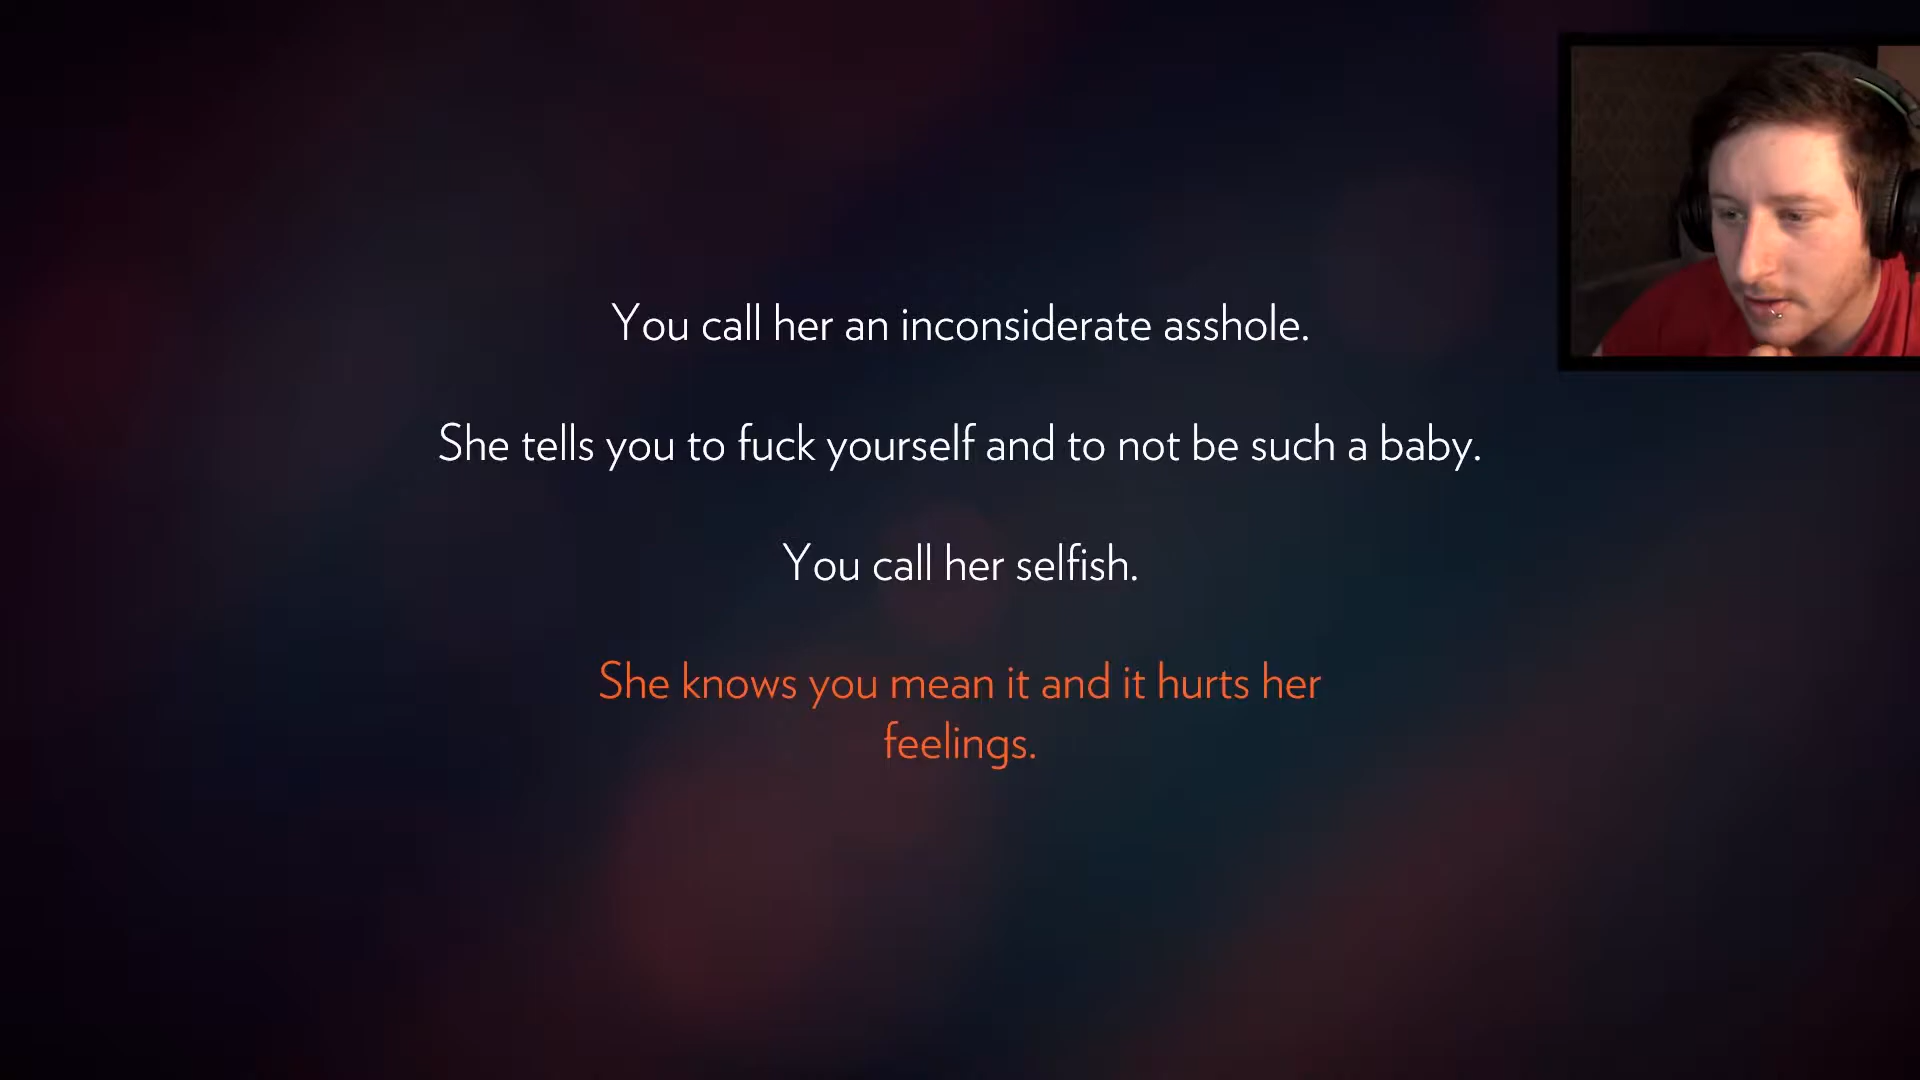 You call her an inconsiderate asshole.
She tells you to fuck yourself and to not be such a baby.
You call her selfish.
She knows you mean it and it hurts her
feelings.